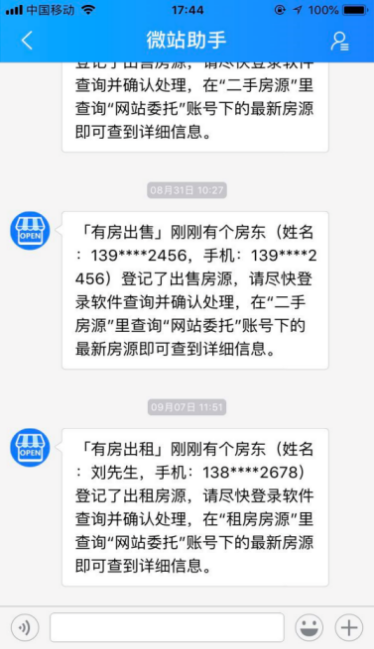 中国移动
17:44
100%
微站助手
登记了出售房源，请尽快登录软件
查询并确认处理，在“二手房源”里
查询“网站委托”账号下的最新房源
即可查到详细信息。
08月31日 10:27
OPEN
「有房出售」刚刚有个房东（姓名
：139****2456，手机：139****2
456）登记了出售房源，请尽快登
录软件查询并确认处理，在“二手
房源”里查询“网站委托”账号下的
最新房源即可查到详细信息。
09月07日 11:51
OPEN
「有房出租」刚刚有个房东（姓名
：刘先生，手机：138****2678）
登记了出租房源，请尽快登录软件
查询并确认处理，在“租房房源”里
查询“网站委托”账号下的最新房源
即可查到详细信息。